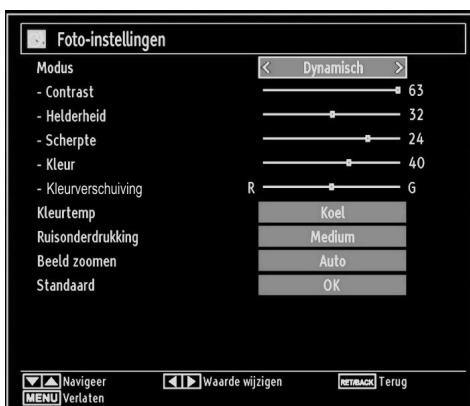 Foto-instellingen
Modus < Dynamisch >
- Contrast 63
- Helderheid 32
- Scherpte 24
- Kleur 40
- Kleurverschuiving R G
Kleurtemp Koel
Ruisonderdrukking Medium
Beeld zoomen Auto
Standaard OK
Navigeer Waarde wijzigen RET/BACK Terug
MENU Verlaten